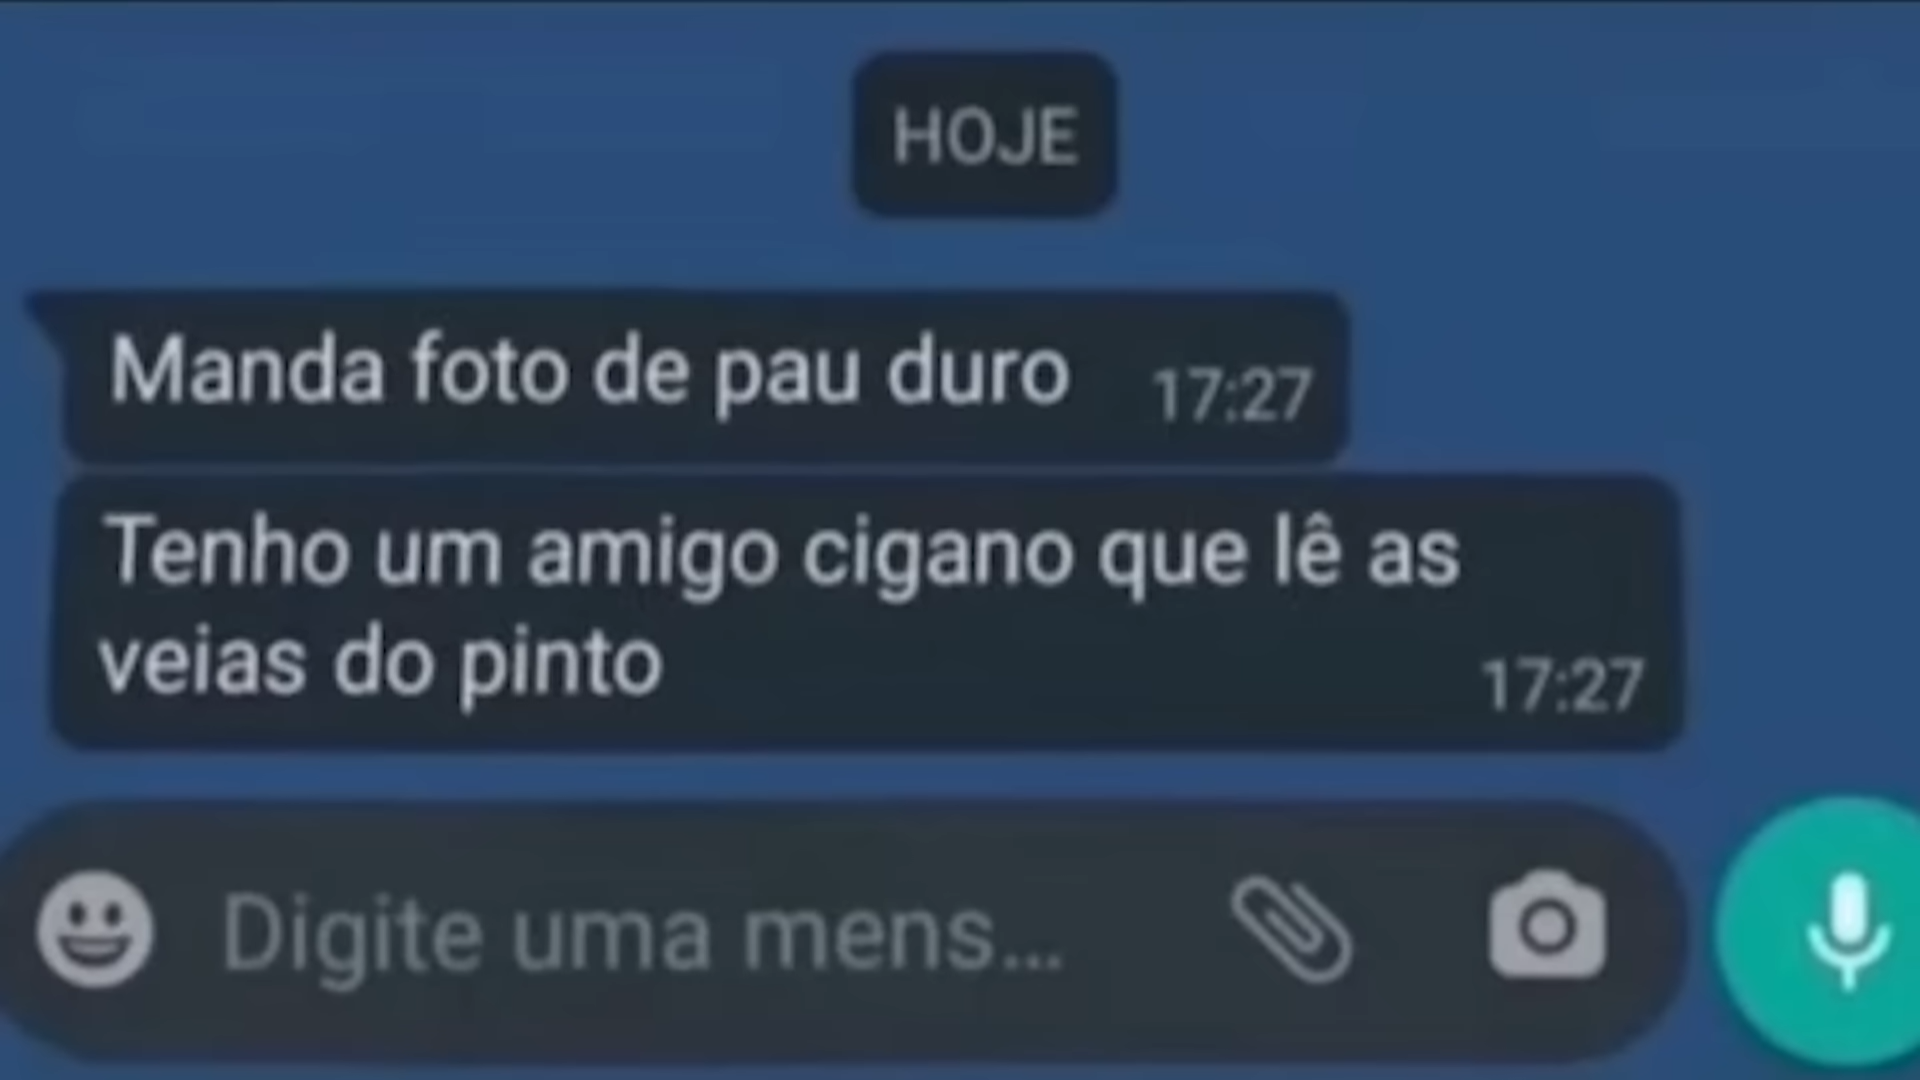 HOJE
Manda foto de pau duro 17:27
Tenho um amigo cigano que lê as
veias do pinto 17:27
Digite uma mens...